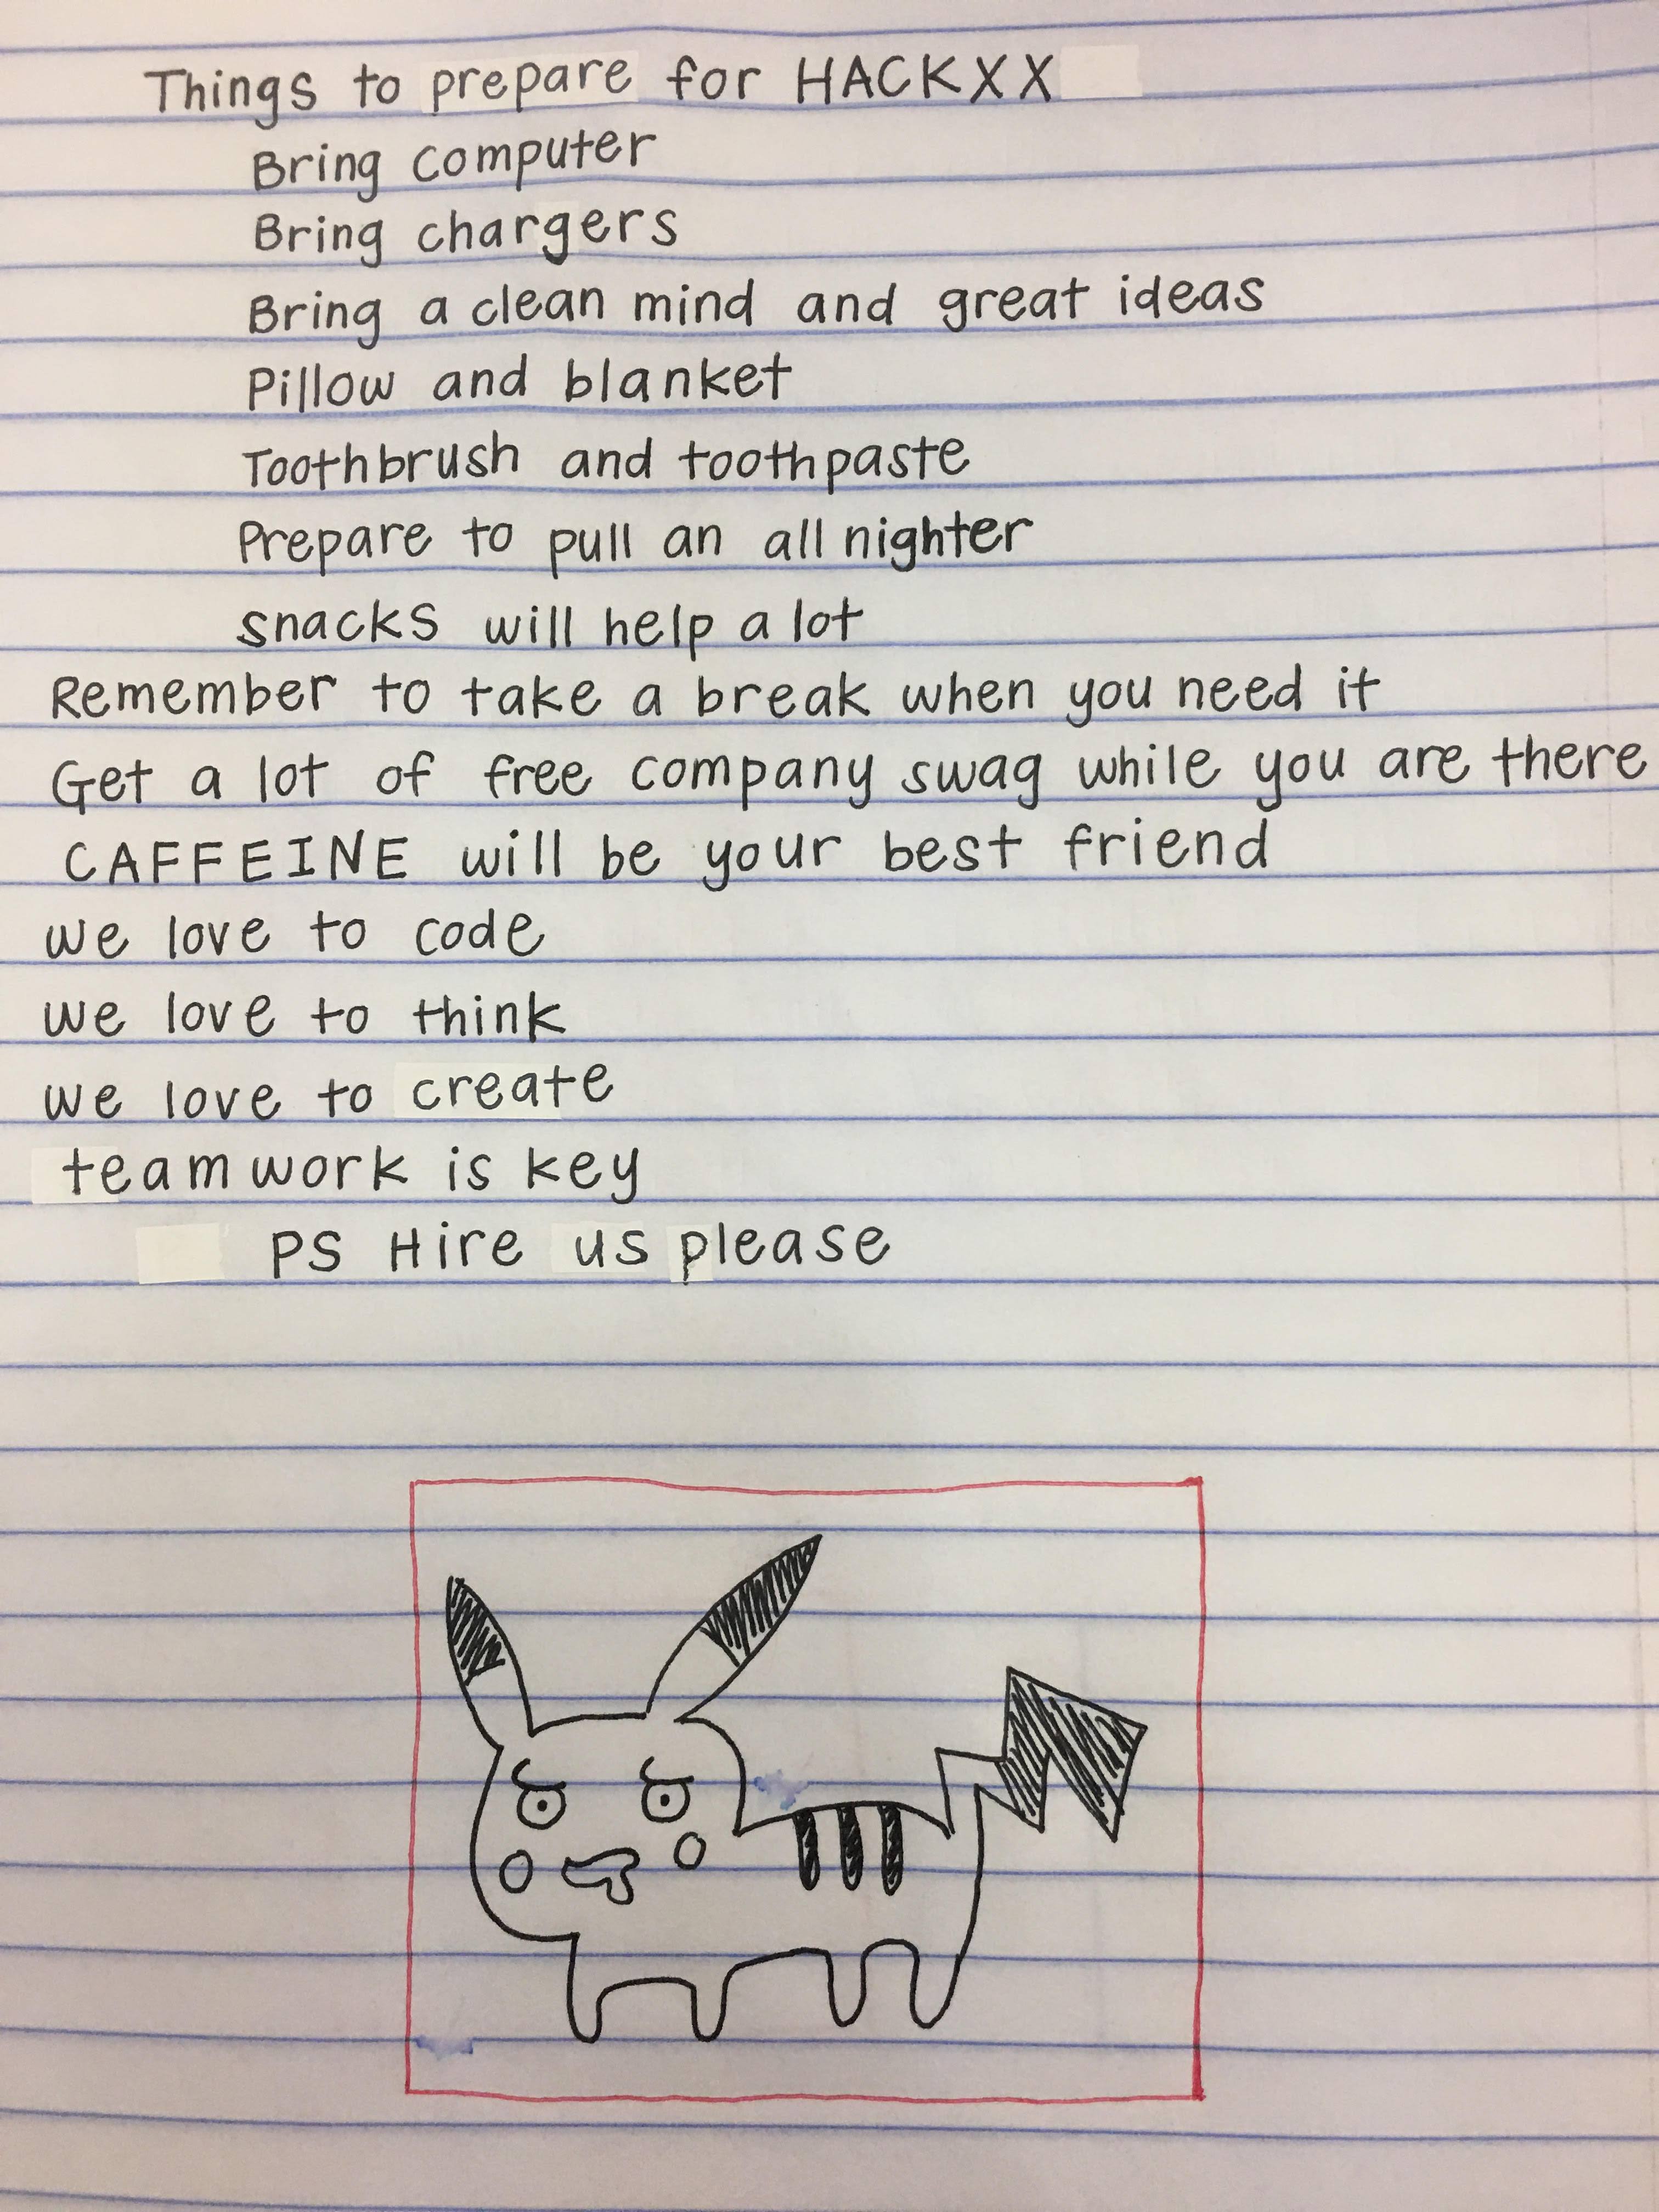 Things to prepare for HACKXX
Bring computer
Bring chargers
Bring a clean mind and great ideas
Pillow and blanket
Toothbrush and toothpaste
Prepare to pull an all nighter
snacks will help a lot
Remember to take a break when you need it
Get a lot of free company swag while you are there
CAFFEINE will be your best friend
we love to code
we love to think
we love to create
teamwork is key
PS Hire us please